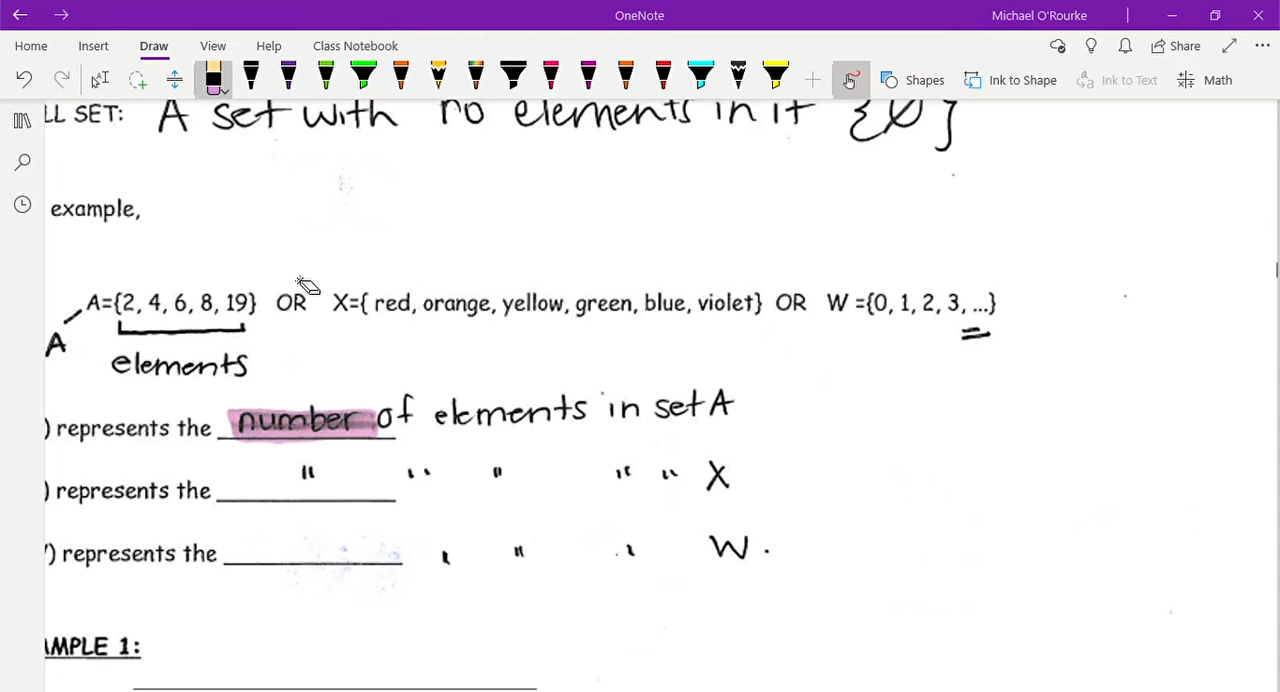 OneNote
Michael O'Rourke
Home Insert Draw View Help Class Notebook Share
Shapes Ink to Shape Ink to Text Math
LL SET: A set with no elements in it {∅}
example,
A={2, 4, 6, 8, 19} OR X={ red, orange, yellow, green, blue, violet} OR W ={0, 1, 2, 3, ...}
A
elements
) represents the number of elements in set A
) represents the " " " " " X
) represents the " " " W.
AMPLE 1: